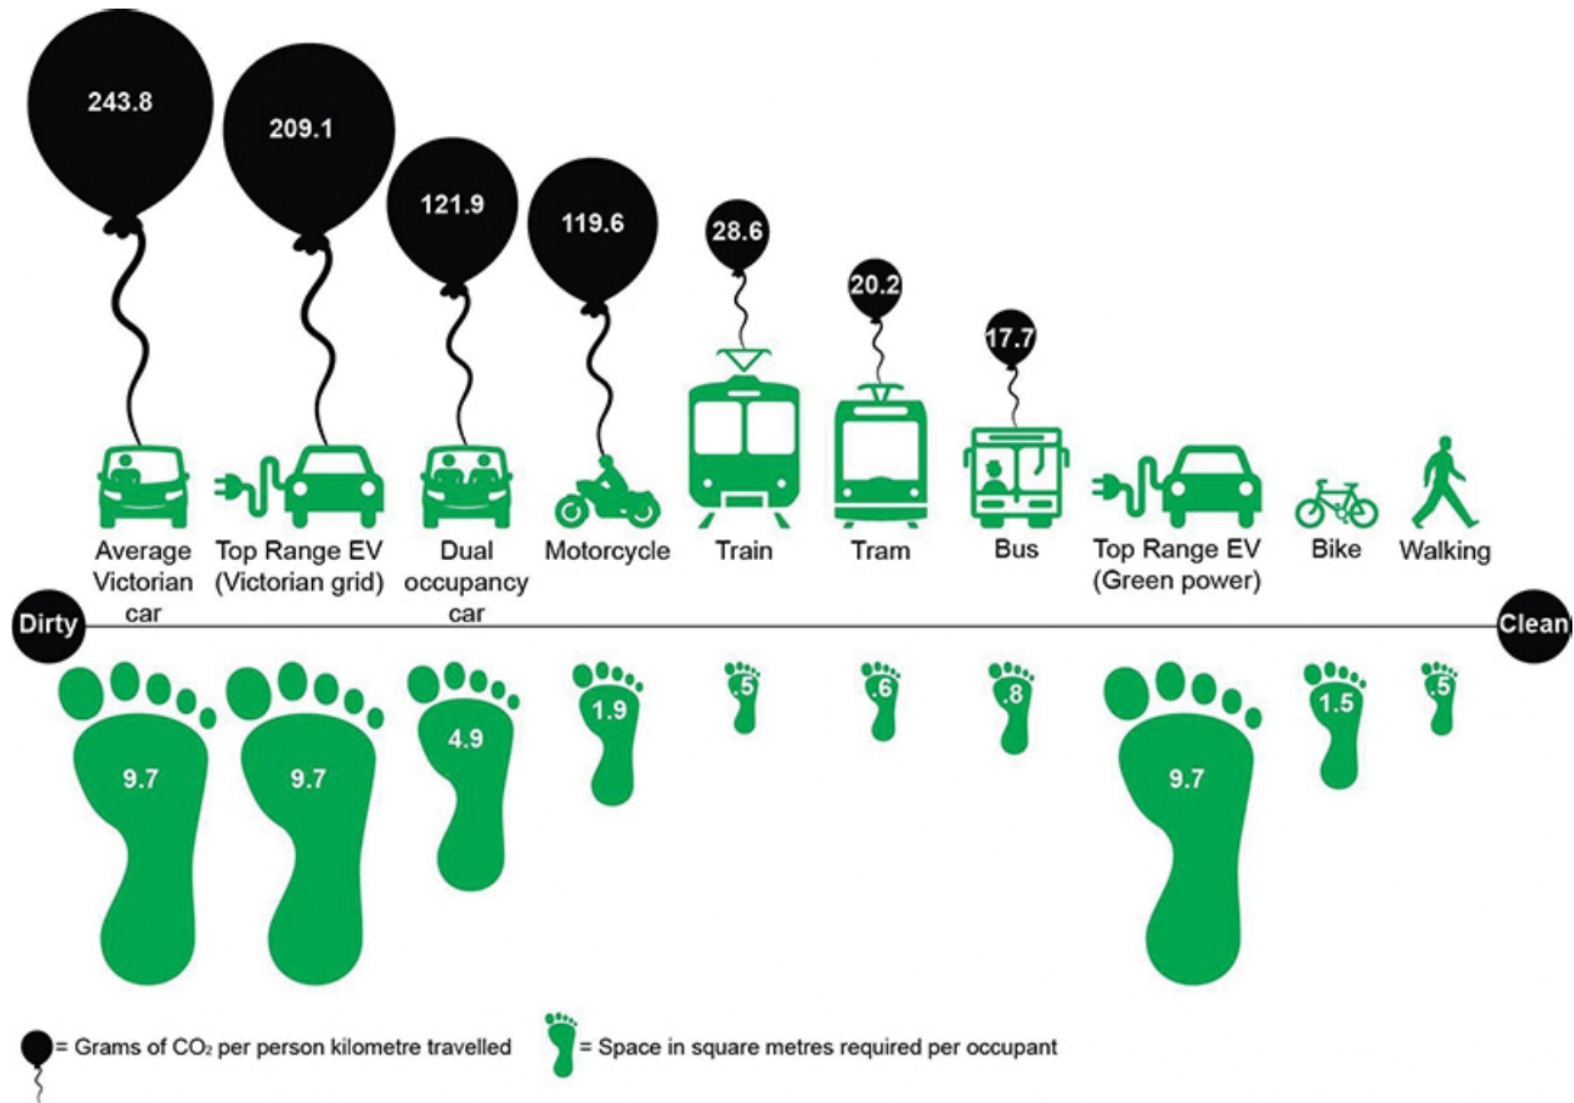 243.8
209.1
121.9
119.6
28.6
20.2
17.7
Average
Victorian
car
Top Range EV
(Victorian grid)
Dual
occupancy
car
Motorcycle
Train
Tram
Bus
Top Range EV
(Green power)
Bike
Walking
Dirty
Clean
9.7
9.7
4.9
1.9
.5
.6
.8
9.7
1.5
.5
= Grams of CO₂ per person kilometre travelled
= Space in square metres required per occupant